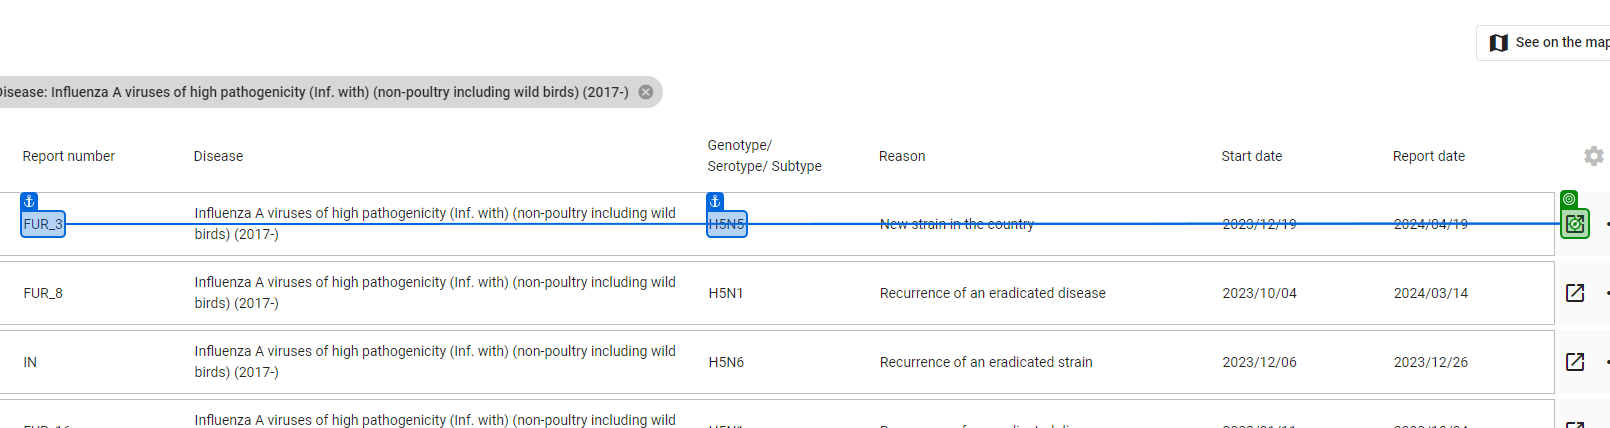 See on the map
Disease: Influenza A viruses of high pathogenicity (Inf. with) (non-poultry including wild birds) (2017-)
Report number Disease Genotype/ Reason Start date Report date
Serotype/ Subtype
FUR_3 Influenza A viruses of high pathogenicity (Inf. with) (non-poultry including wild H5N5 New strain in the country 2023/12/19 2024/04/19
birds) (2017-)
FUR_8 Influenza A viruses of high pathogenicity (Inf. with) (non-poultry including wild H5N1 Recurrence of an eradicated disease 2023/10/04 2024/03/14
birds) (2017-)
IN Influenza A viruses of high pathogenicity (Inf. with) (non-poultry including wild H5N6 Recurrence of an eradicated strain 2023/12/06 2023/12/26
birds) (2017-)
Influenza A viruses of high pathogenicity (Inf. with) (non-poultry including wild